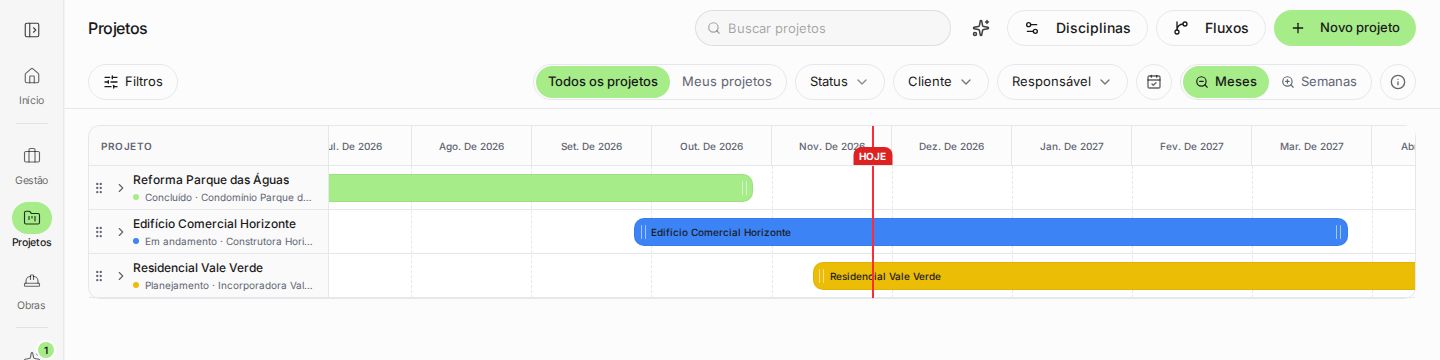 Projetos
Buscar projetos
Disciplinas
Fluxos
Novo projeto
Início
Filtros
Todos os projetos
Meus projetos
Status
Cliente
Responsável
Meses
Semanas
PROJETO
ul. De 2026
Ago. De 2026
Set. De 2026
Out. De 2026
Nov. De 2026
Dez. De 2026
Jan. De 2027
Fev. De 2027
Mar. De 2027
Ab
HOJE
Gestão
Reforma Parque das Águas
Concluído · Condomínio Parque d...
Projetos
Edifício Comercial Horizonte
Em andamento · Construtora Hori...
Edifício Comercial Horizonte
Residencial Vale Verde
Planejamento · Incorporadora Val...
Residencial Vale Verde
Obras
1